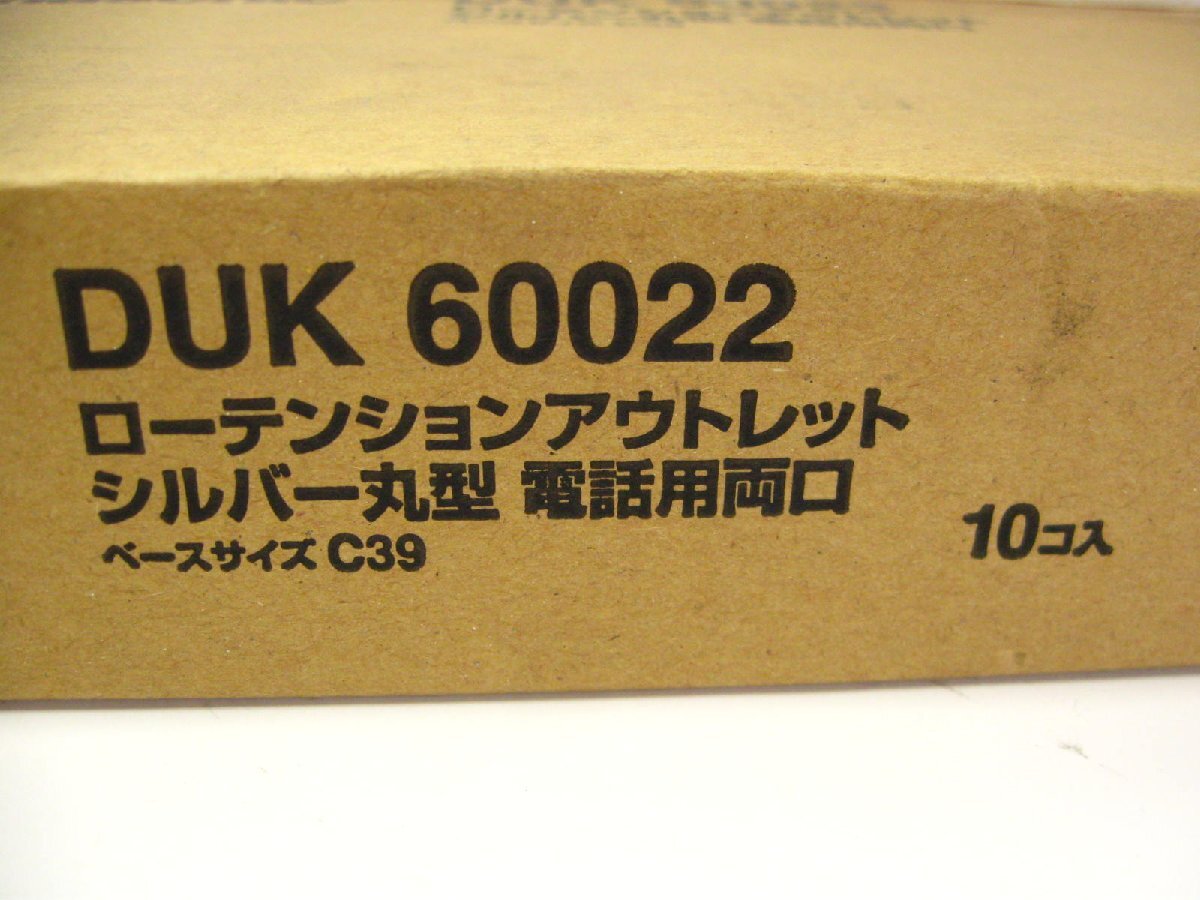 DUK 60022
ローテンションアウトレット
シルバー丸型 電話用両口
ベースサイズ C39
10コ入